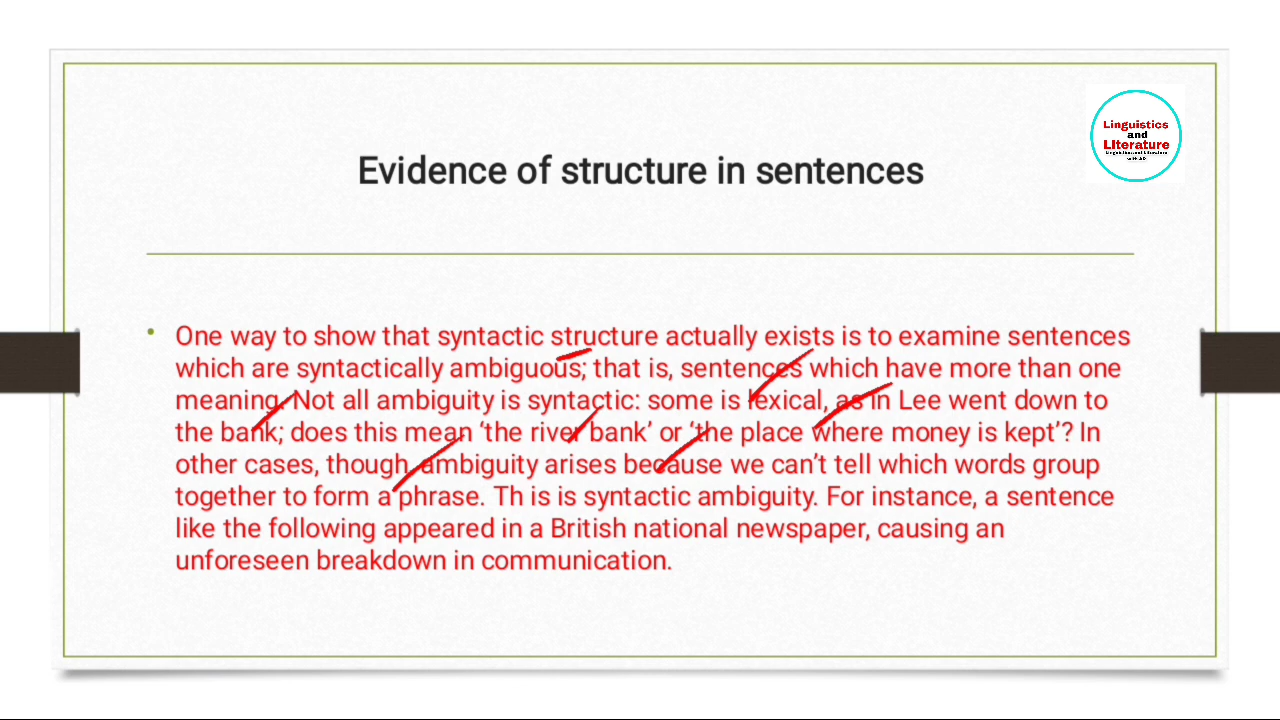 Linguistics
and
LIterature
Evidence of structure in sentences
• One way to show that syntactic structure actually exists is to examine sentences
which are syntactically ambiguous; that is, sentences which have more than one
meaning. Not all ambiguity is syntactic: some is lexical, as in Lee went down to
the bank; does this mean ‘the river bank’ or ‘the place where money is kept’? In
other cases, though, ambiguity arises because we can’t tell which words group
together to form a phrase. Th is is syntactic ambiguity. For instance, a sentence
like the following appeared in a British national newspaper, causing an
unforeseen breakdown in communication.